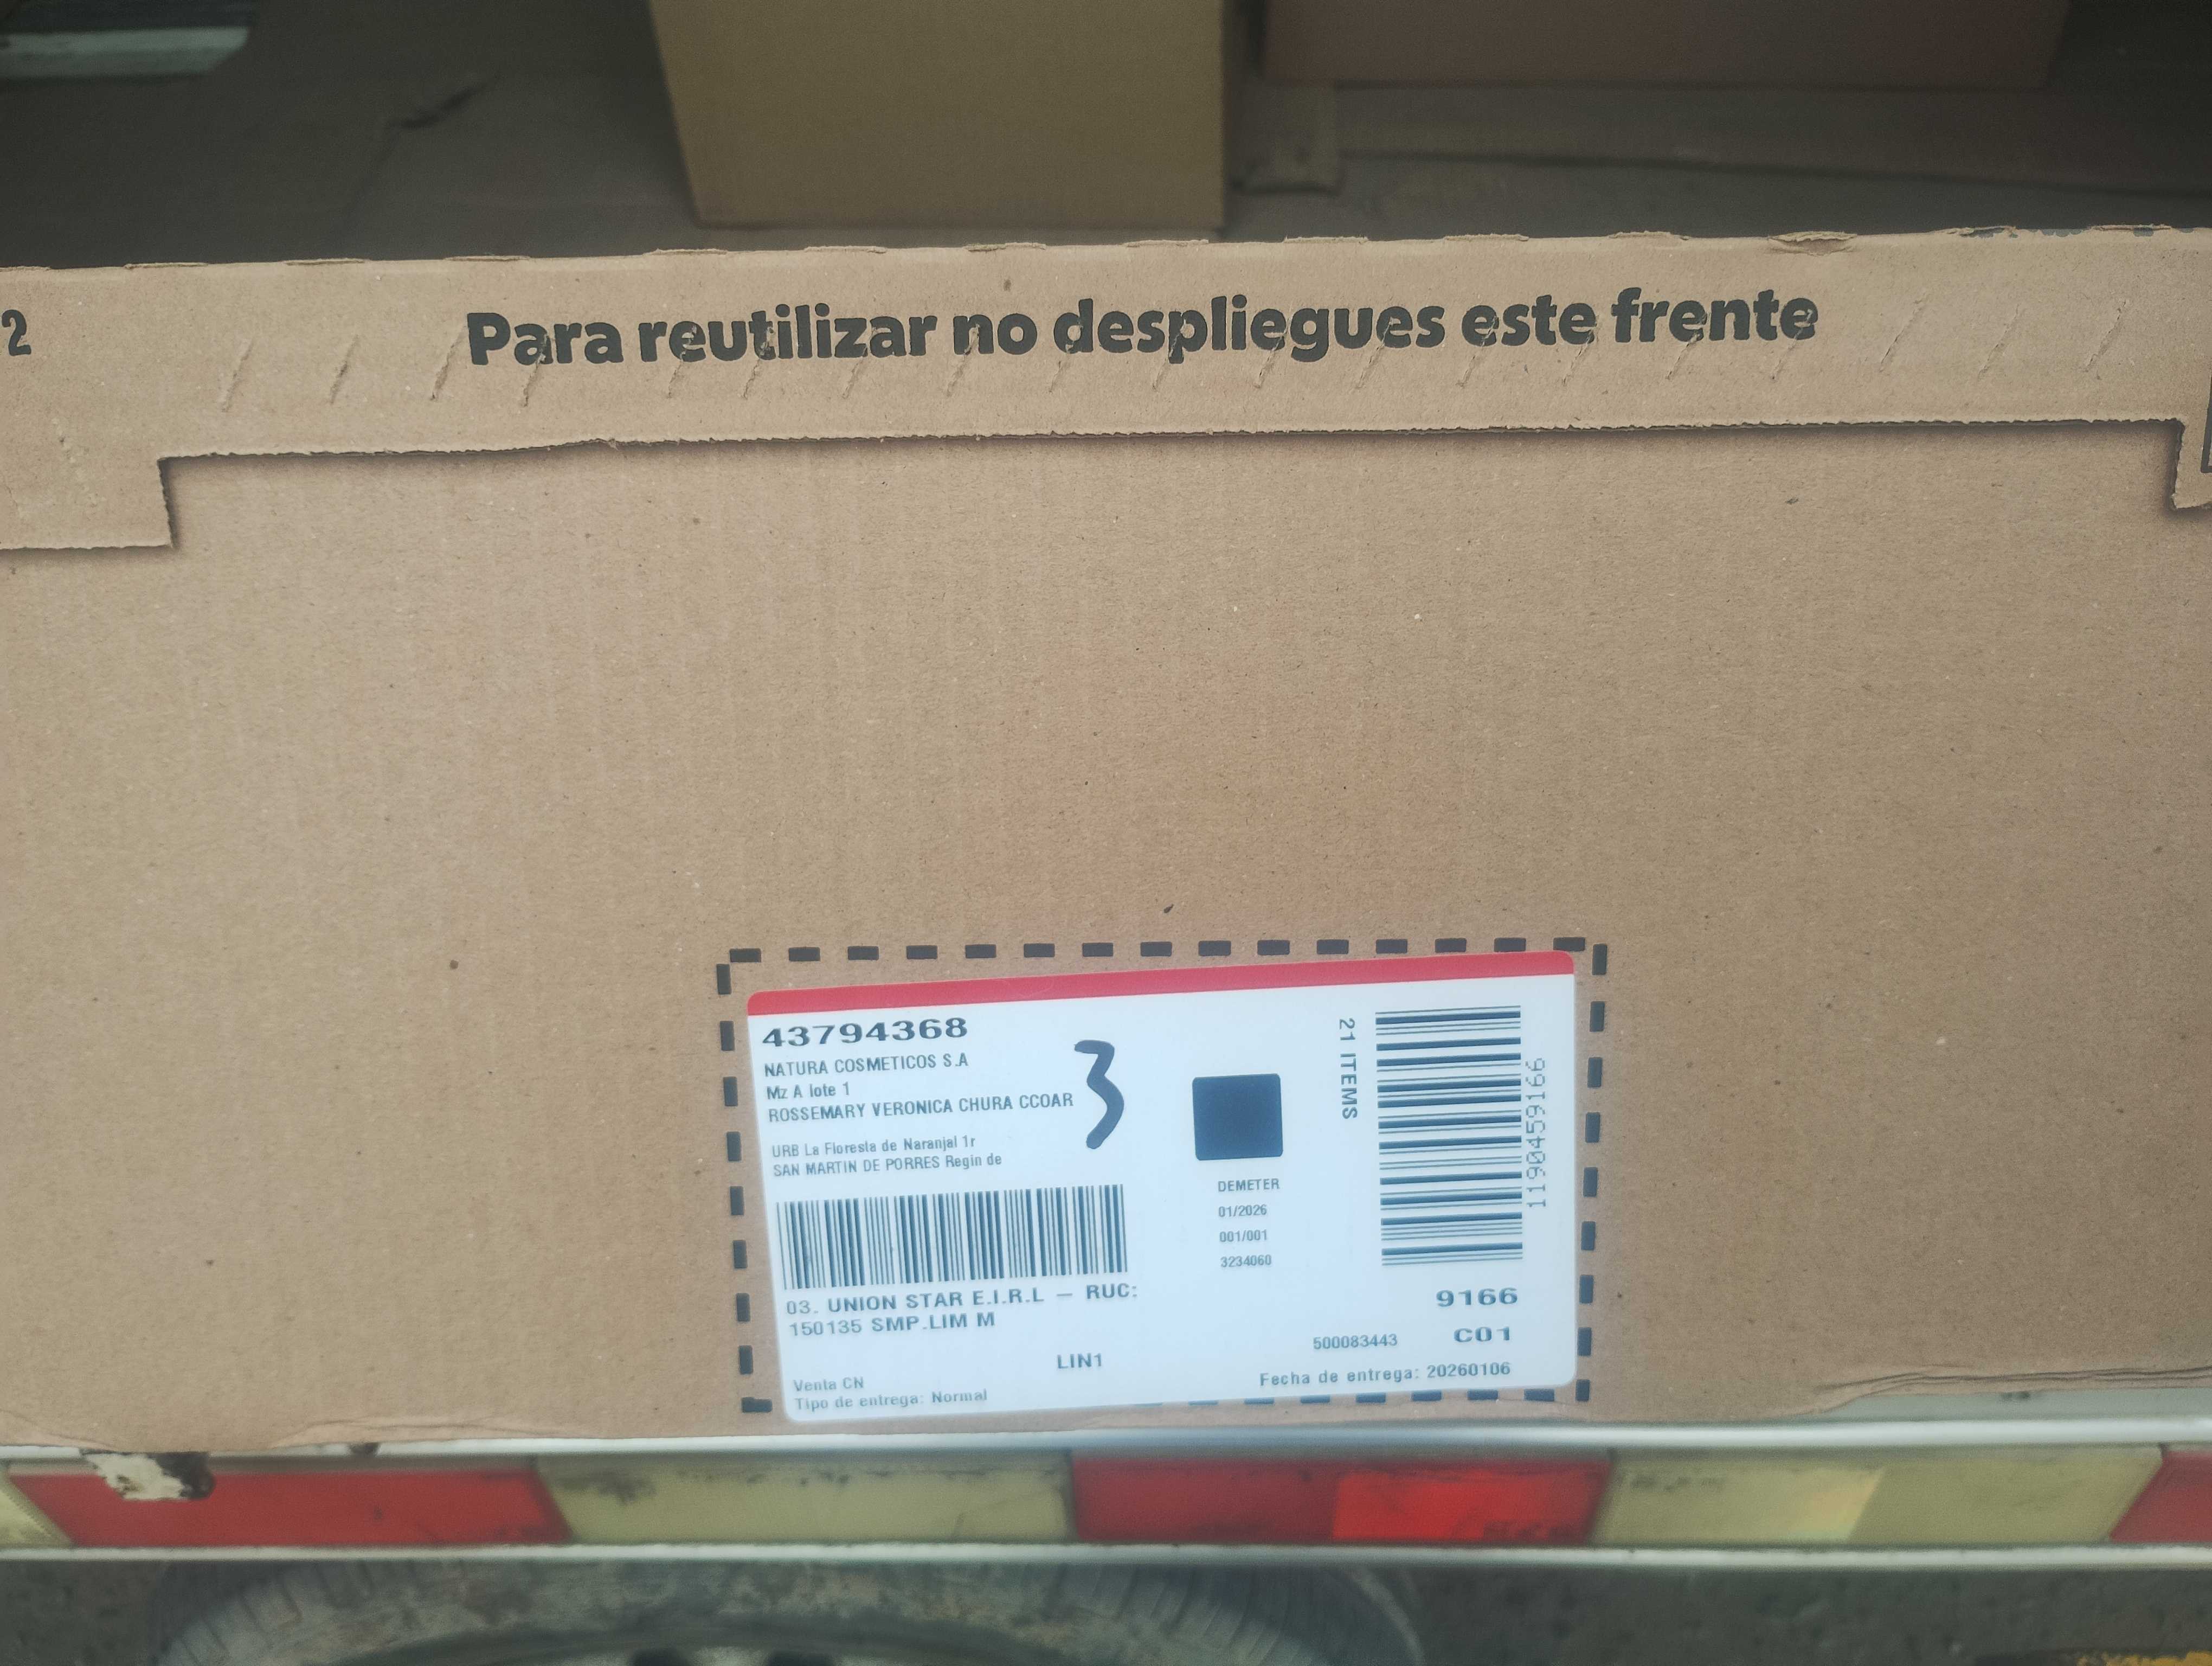 2
Para reutilizar no despliegues este frente
43794368
NATURA COSMETICOS S.A
Mz A lote 1
ROSSEMARY VERONICA CHURA CCOAR
3
URB La Floresta de Naranjal 1r
SAN MARTIN DE PORRES Regin de
03. UNION STAR E.I.R.L – RUC:
150135 SMP.LIM M
LIN1
Venta CN
Tipo de entrega: Normal
DEMETER
01/2026
001/001
3234060
21 ITEMS
1190459166
9166
500083443 C01
Fecha de entrega: 20260106